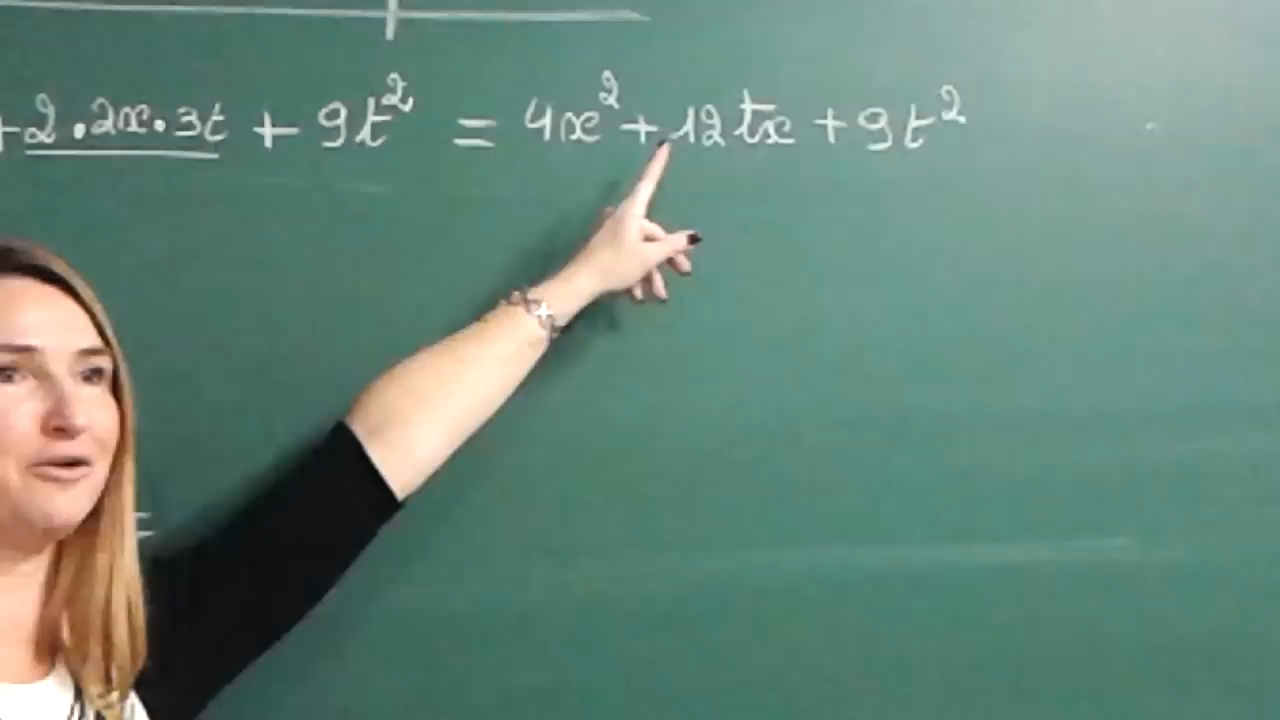 +2·2x·3t + 9t² = 4x² + 12tx + 9t²
=